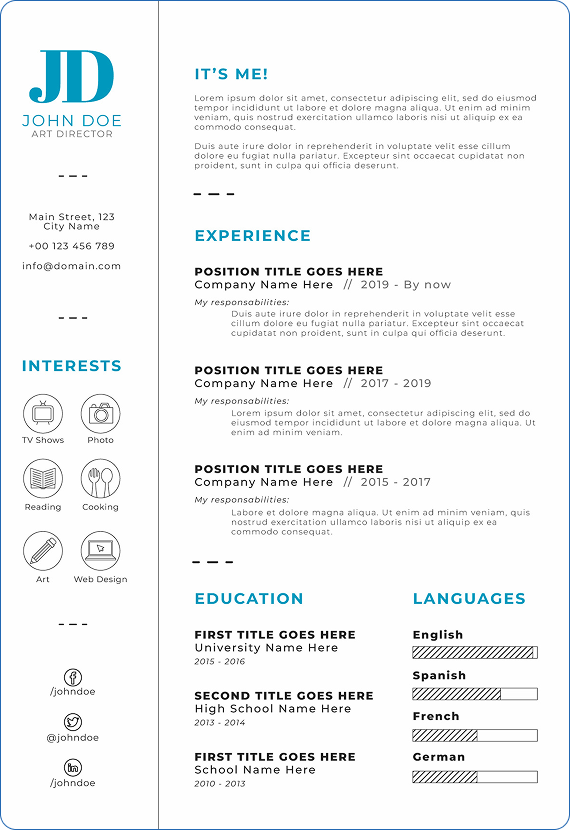 JD
JOHN DOE
ART DIRECTOR
Main Street, 123
City Name
+00 123 456 789
info@domain.com
INTERESTS
TV Shows
Photo
Reading
Cooking
Art
Web Design
/johndoe
@johndoe
in
/johndoe
IT'S ME!
Lorem ipsum dolor sit amet, consectetur adipiscing elit, sed do eiusmod
tempor incididunt ut labore et dolore magna aliqua. Ut enim ad minim
veniam, quis nostrud exercitation ullamco laboris nisi ut aliquip ex ea
commodo consequat.
Duis aute irure dolor in reprehenderit in voluptate velit esse cillum
dolore eu fugiat nulla pariatur. Excepteur sint occaecat cupidatat non
proident, sunt in culpa qui officia deserunt.
EXPERIENCE
POSITION TITLE GOES HERE
Company Name Here // 2019 - By now
My responsabilities:
Duis aute irure dolor in reprehenderit in voluptate velit esse
cillum dolore eu fugiat nulla pariatur. Excepteur sint occaecat
cupidatat non proident, sunt in culpa qui officia deserunt.
POSITION TITLE GOES HERE
Company Name Here // 2017 - 2019
My responsabilities:
Lorem ipsum dolor sit amet, consectetur adipiscing elit, sed do
eiusmod tempor incididunt ut labore et dolore magna aliqua. Ut
enim ad minim veniam.
POSITION TITLE GOES HERE
Company Name Here // 2015 - 2017
My responsabilities:
Labore et dolore magna aliqua. Ut enim ad minim veniam, quis
nostrud exercitation ullamco laboris nisi ut aliquip ex ea
commodo consequat.
EDUCATION
FIRST TITLE GOES HERE
University Name Here
2015 - 2016
SECOND TITLE GOES HERE
High School Name Here
2013 - 2014
FIRST TITLE GOES HERE
School Name Here
2010 - 2013
LANGUAGES
English
Spanish
French
German